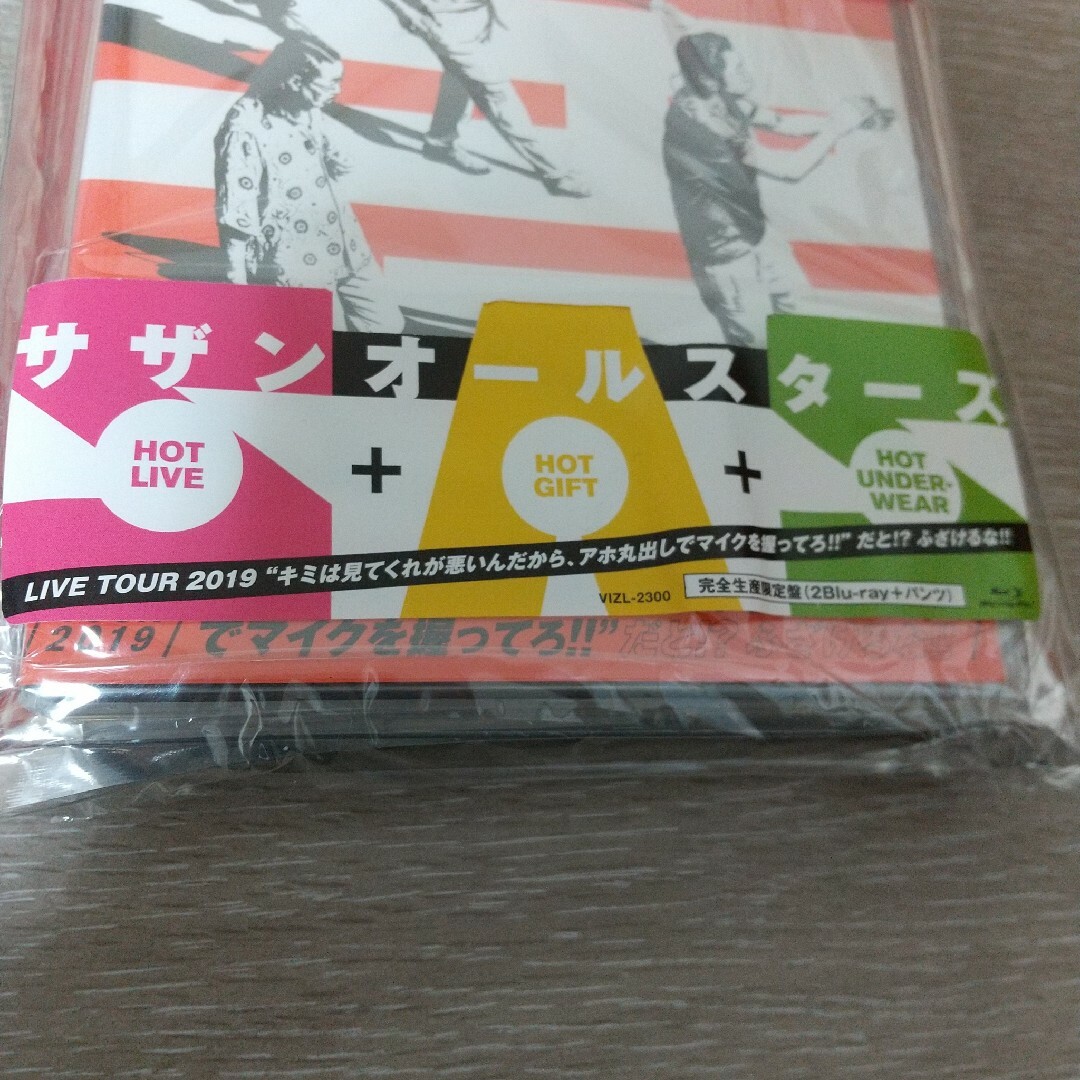 サザンオールスターズ
HOT
LIVE
+
HOT
GIFT
+
HOT
UNDER-
WEAR
LIVE TOUR 2019 “キミは見てくれが悪いんだから、アホ丸出しでマイクを握ってろ!!” だと!? ふざけるな!!
VIZL-2300
完全生産限定盤(2Blu-ray+パンツ)
/2019/でマイクを握ってろ!!”だと!?